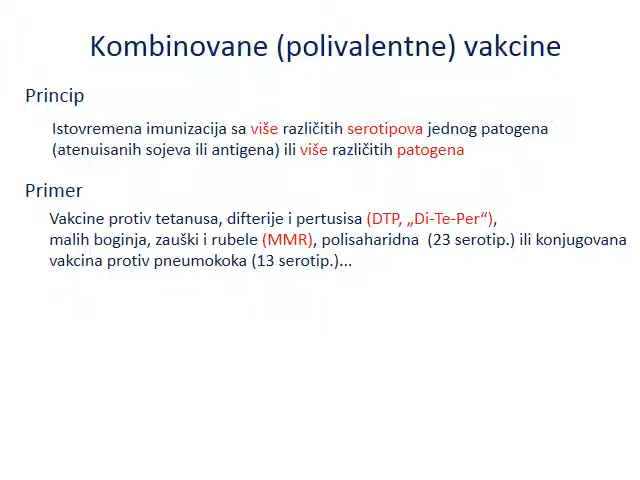 Kombinovane (polivalentne) vakcine
Princip
Istovremena imunizacija sa više različitih serotipova jednog patogena
(atenuisanih sojeva ili antigena) ili više različitih patogena
Primer
Vakcine protiv tetanusa, difterije i pertusisa (DTP, „Di-Te-Per“),
malih boginja, zauški i rubele (MMR), polisaharidna (23 serotip.) ili konjugovana
vakcina protiv pneumokoka (13 serotip.)...